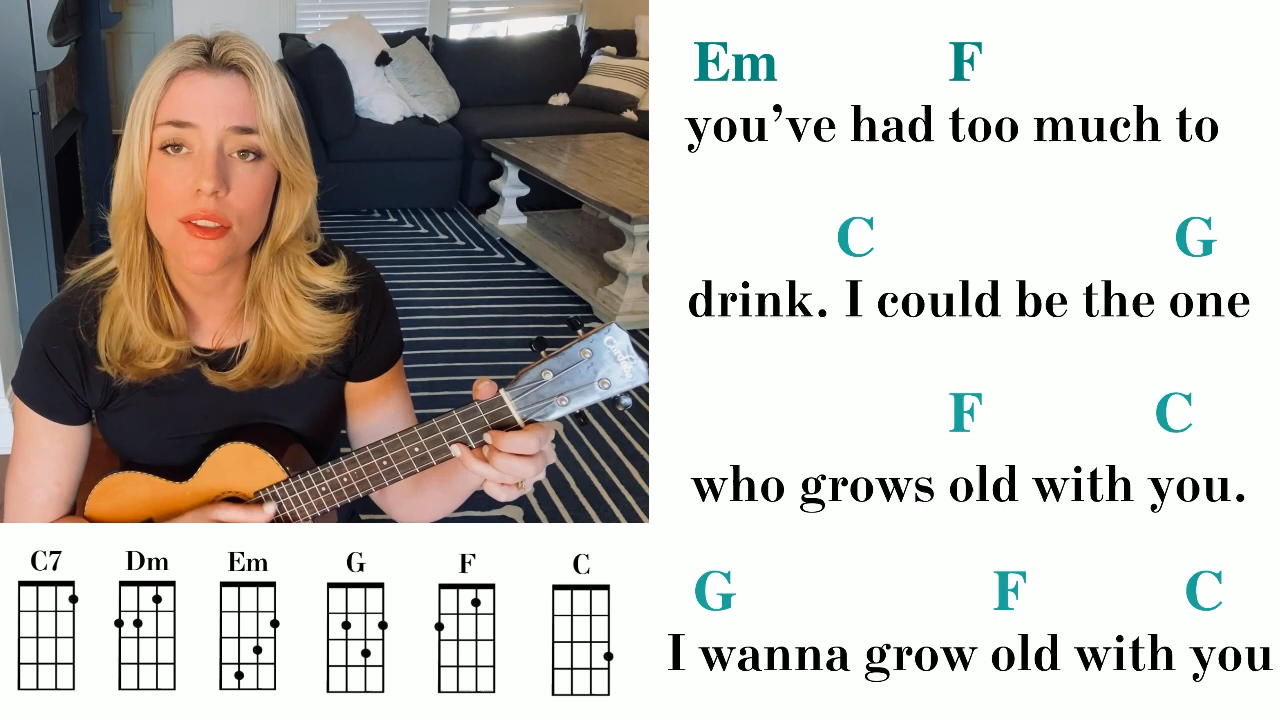 Em F
you’ve had too much to
C G
drink. I could be the one
F C
who grows old with you.
G F C
I wanna grow old with you
C7 Dm Em G F C